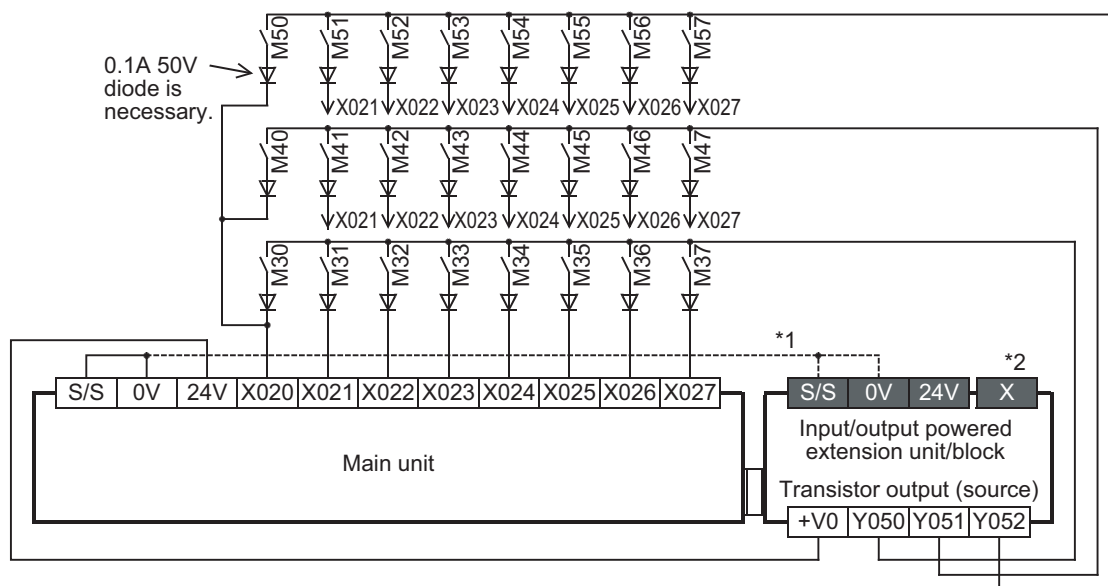 M50 M51 M52 M53 M54 M55 M56 M57
0.1A 50V
diode is
necessary.
X021 X022 X023 X024 X025 X026 X027
M40 M41 M42 M43 M44 M45 M46 M47
X021 X022 X023 X024 X025 X026 X027
M30 M31 M32 M33 M34 M35 M36 M37
*1
*2
S/S 0V 24V X020 X021 X022 X023 X024 X025 X026 X027
S/S 0V 24V X
Main unit
Input/output powered
extension unit/block
Transistor output (source)
+V0 Y050 Y051 Y052